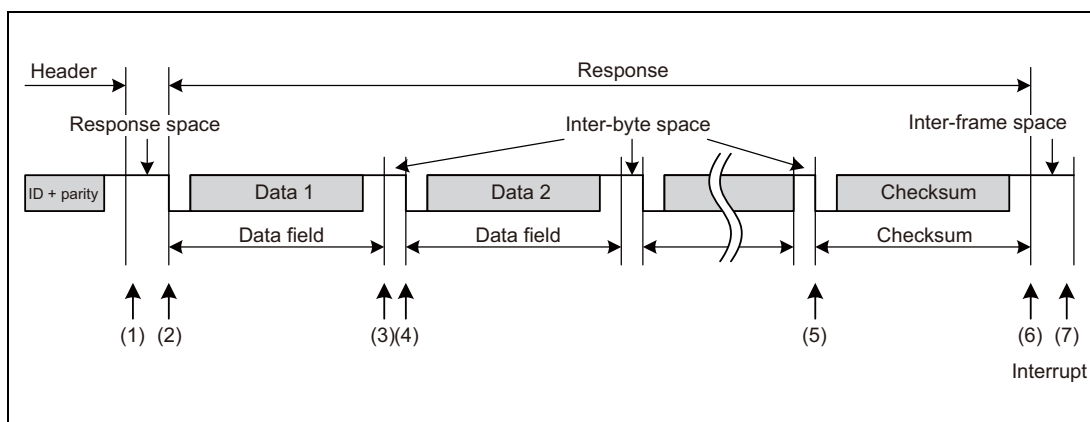 Header
Response
Response space
Inter-byte space
Inter-frame space
ID + parity
Data 1
Data 2
Checksum
Data field
Data field
Checksum
(1)
(2)
(3)
(4)
(5)
(6)
(7)
Interrupt